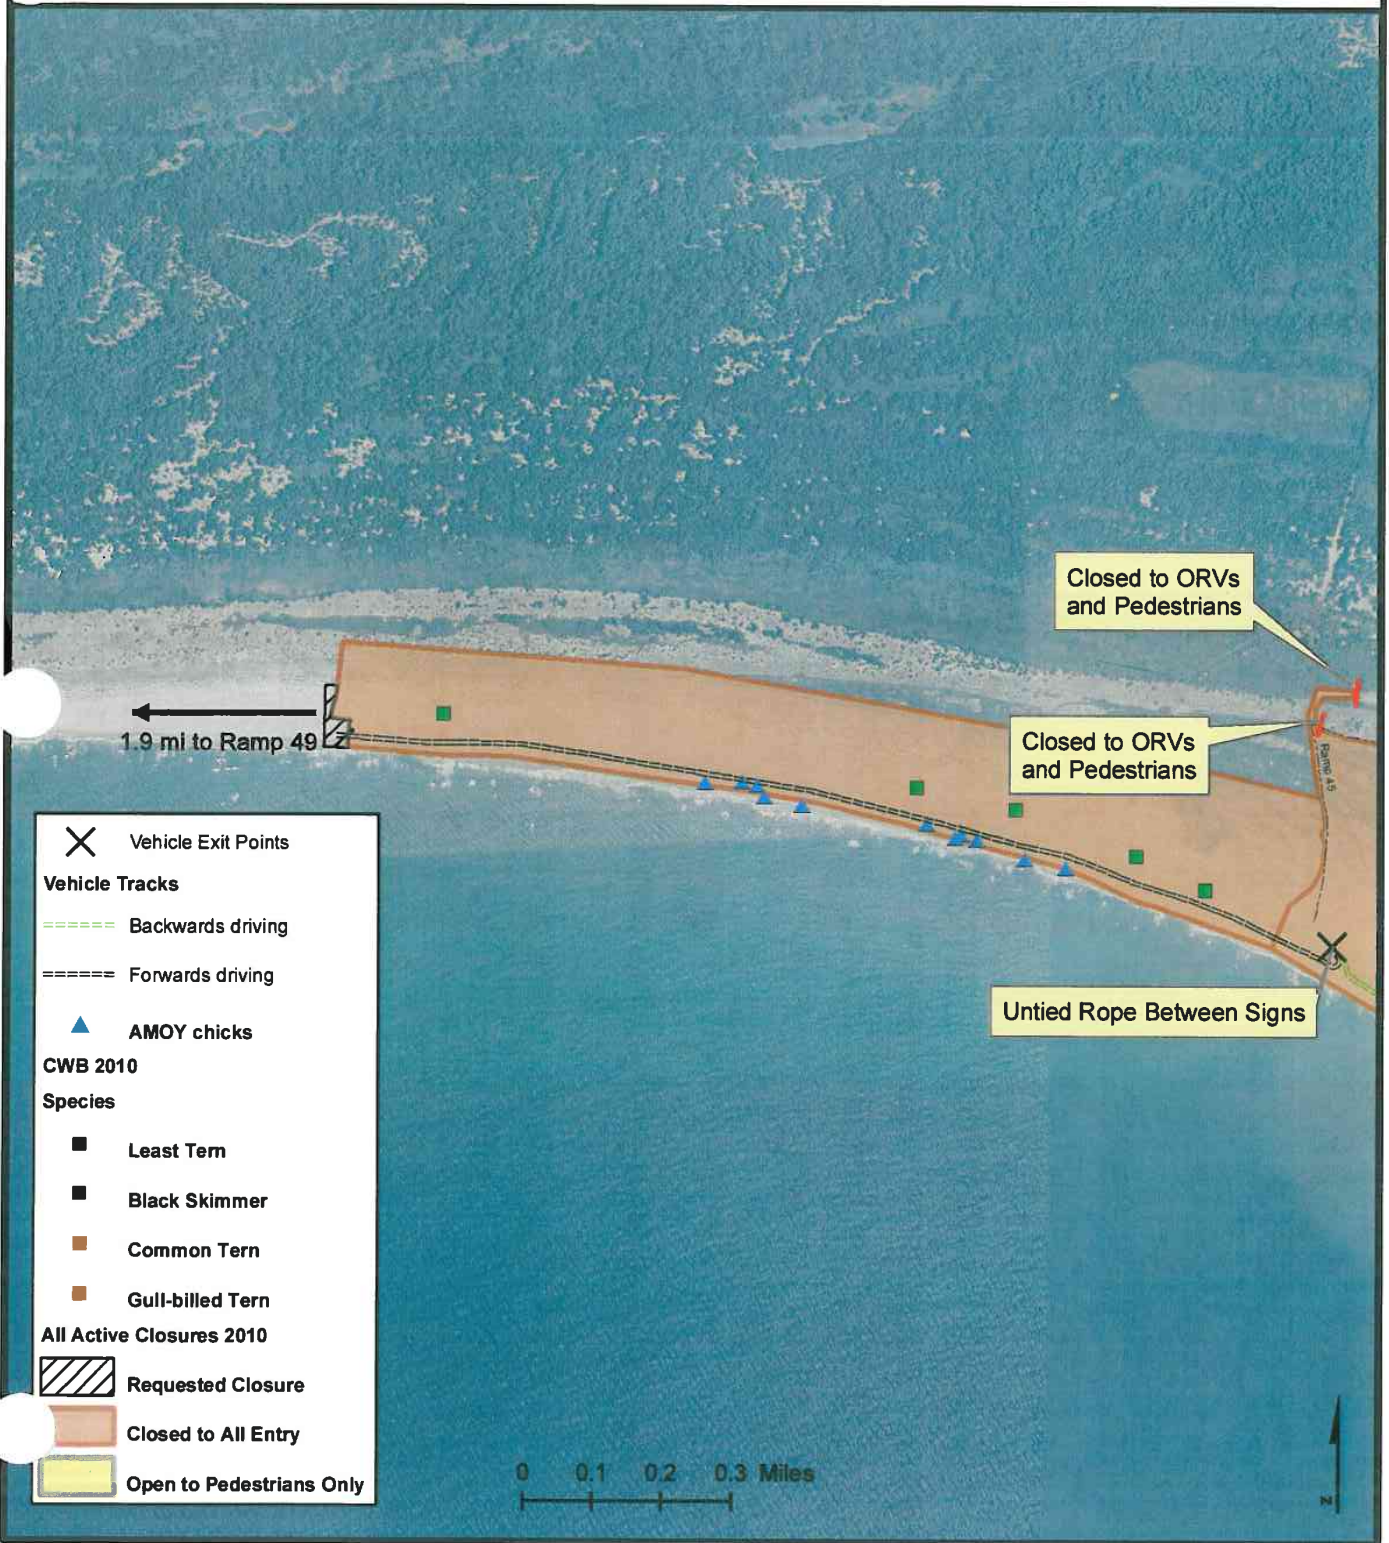 Closed to ORVs
and Pedestrians
Closed to ORVs
and Pedestrians
Ramp 45
1.9 mi to Ramp 49
Untied Rope Between Signs
Vehicle Exit Points
Vehicle Tracks
Backwards driving
Forwards driving
AMOY chicks
CWB 2010
Species
Least Tern
Black Skimmer
Common Tern
Gull-billed Tern
All Active Closures 2010
Requested Closure
Closed to All Entry
Open to Pedestrians Only
0 0.1 0.2 0.3 Miles
N